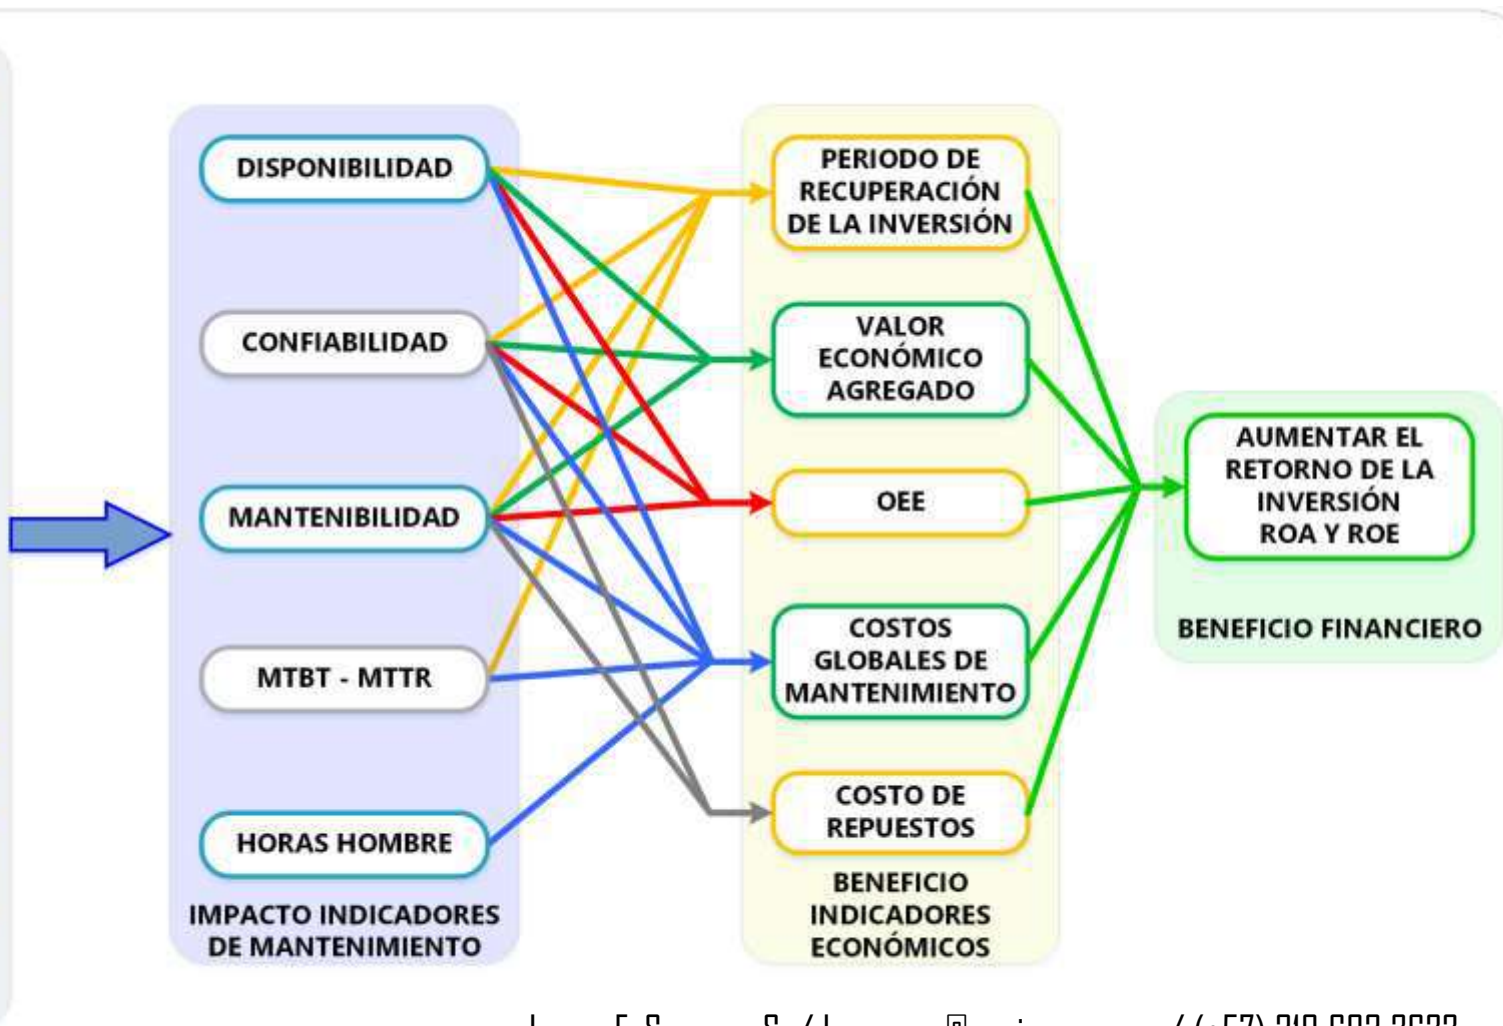 DISPONIBILIDAD
CONFIABILIDAD
MANTENIBILIDAD
MTBT - MTTR
HORAS HOMBRE
IMPACTO INDICADORES
DE MANTENIMIENTO
PERIODO DE
RECUPERACIÓN
DE LA INVERSIÓN
VALOR
ECONÓMICO
AGREGADO
OEE
COSTOS
GLOBALES DE
MANTENIMIENTO
COSTO DE
REPUESTOS
BENEFICIO
INDICADORES
ECONÓMICOS
AUMENTAR EL
RETORNO DE LA
INVERSIÓN
ROA Y ROE
BENEFICIO FINANCIERO